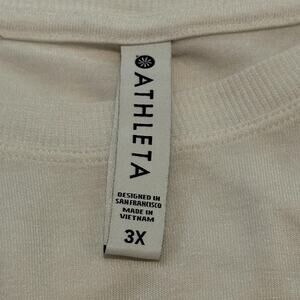 ATHLETA
DESIGNED IN
SAN FRANCISCO
MADE IN
VIETNAM
3X